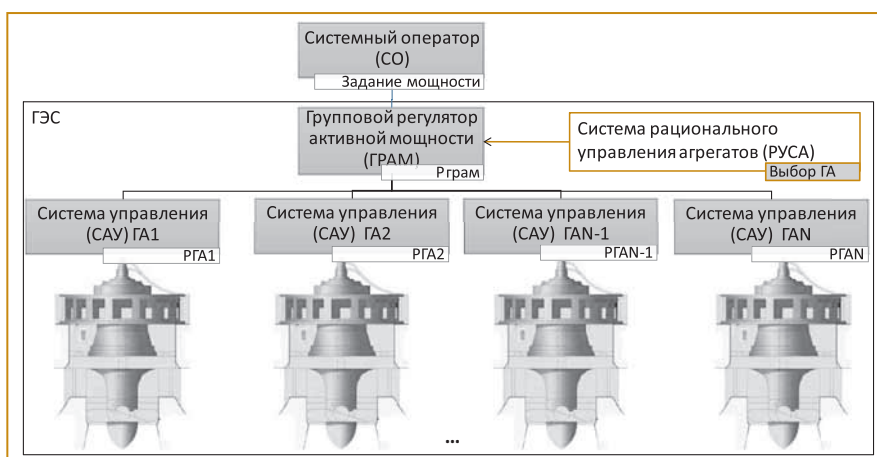 Системный оператор
(СО)
Задание мощности
ГЭС
Групповой регулятор
активной мощности
(ГРАМ)
Р грам
Система рационального
управления агрегатов (РУСА)
Выбор ГА
Система управления
(САУ) ГА1
РГА1
Система управления
(САУ) ГА2
РГА2
Система управления
(САУ) ГАN-1
РГАN-1
Система управления
(САУ) ГАN
РГАN
...